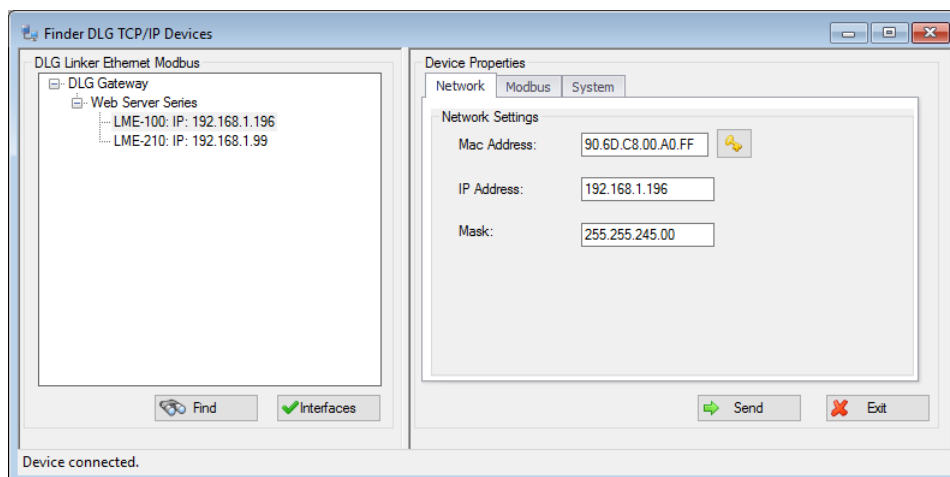 Finder DLG TCP/IP Devices
DLG Linker Ethernet Modbus
DLG Gateway
Web Server Series
LME-100: IP: 192.168.1.196
LME-210: IP: 192.168.1.99
Find
Interfaces
Device Properties
Network Modbus System
Network Settings
Mac Address: 90.6D.C8.00.A0.FF
IP Address: 192.168.1.196
Mask: 255.255.245.00
Send
Exit
Device connected.